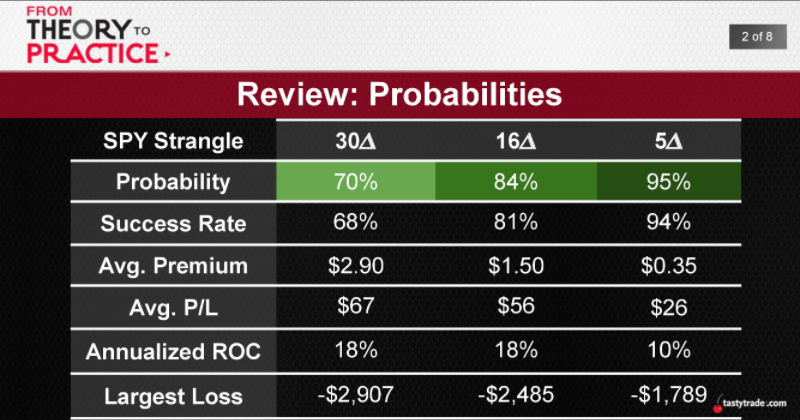 FROM
THEORY TO
PRACTICE
2 of 8
Review: Probabilities
SPY Strangle 30Δ 16Δ 5Δ
Probability 70% 84% 95%
Success Rate 68% 81% 94%
Avg. Premium $2.90 $1.50 $0.35
Avg. P/L $67 $56 $26
Annualized ROC 18% 18% 10%
Largest Loss -$2,907 -$2,485 -$1,789
tastytrade.com